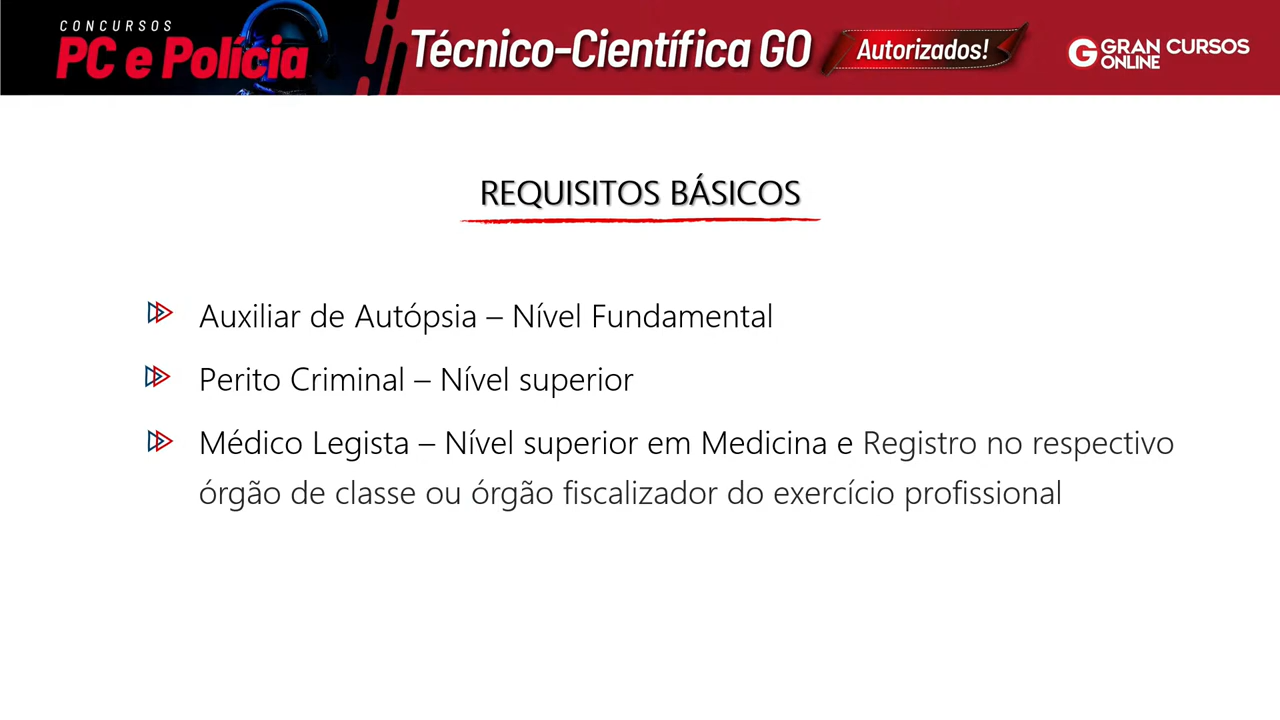 CONCURSOS
PC e Polícia Técnico-Científica GO Autorizados! GRAN CURSOS
ONLINE
REQUISITOS BÁSICOS
Auxiliar de Autópsia – Nível Fundamental
Perito Criminal – Nível superior
Médico Legista – Nível superior em Medicina e Registro no respectivo
órgão de classe ou órgão fiscalizador do exercício profissional